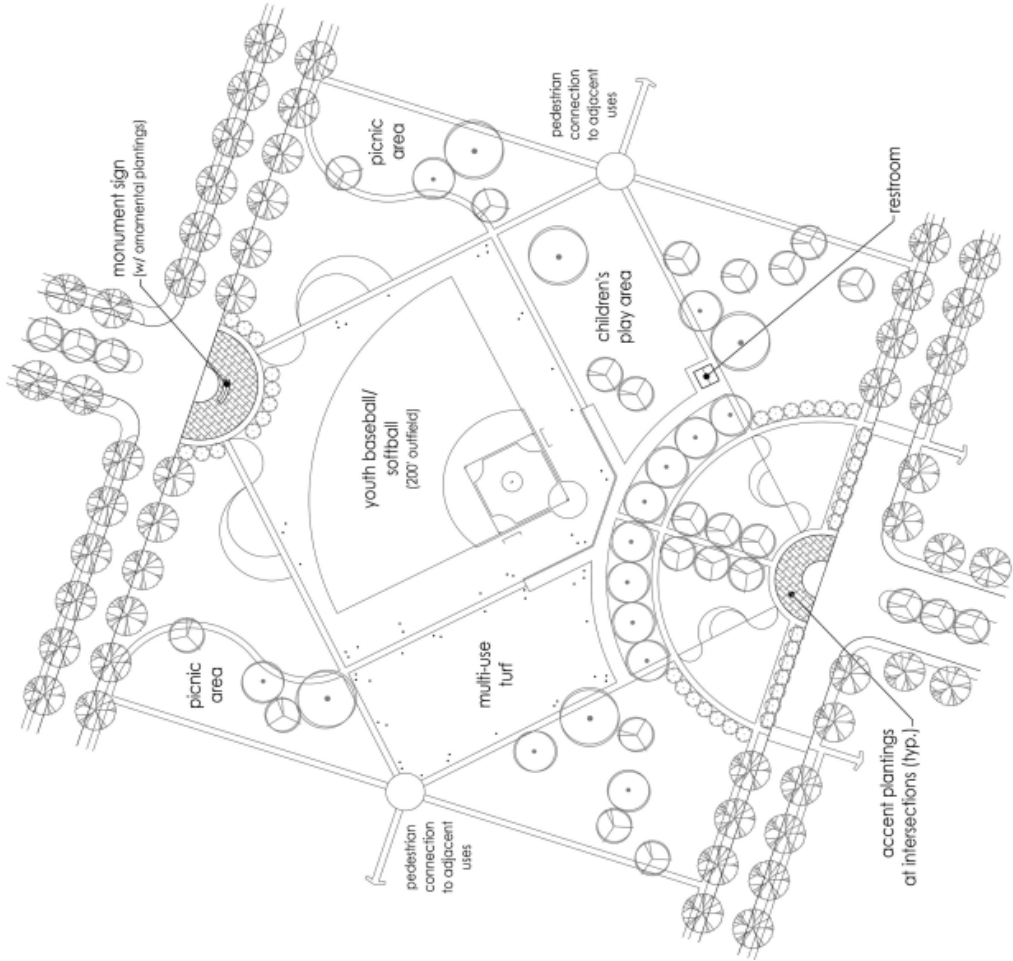 monument sign
(w/ ornamental plantings)
picnic
area
pedestrian
connection
to adjacent
uses
restroom
children's
play area
youth baseball/
softball
(200' outfield)
picnic
area
multi-use
turf
pedestrian
connection
to adjacent
uses
accent plantings
at intersections (typ.)